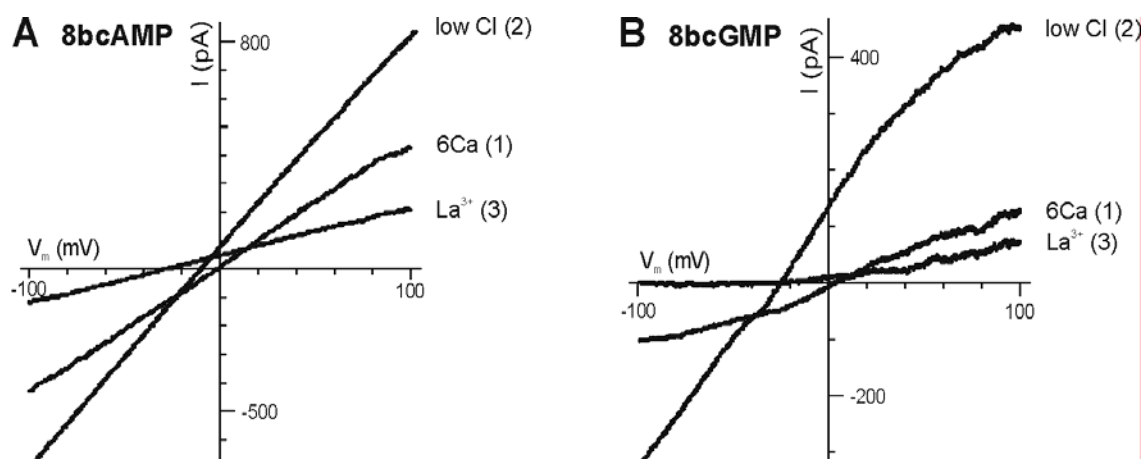 A 8bcAMP
800
I (pA)
low Cl (2)
6Ca (1)
La³⁺ (3)
Vₘ (mV)
-100
100
-500
B 8bcGMP
400
I (pA)
low Cl (2)
6Ca (1)
La³⁺ (3)
Vₘ (mV)
-100
100
-200